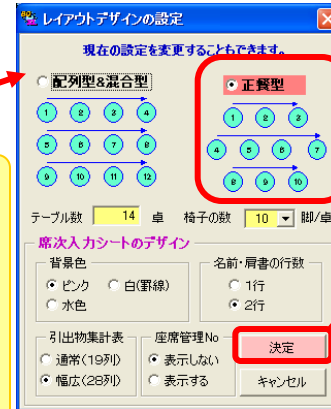 レイアウトデザインの設定
現在の設定を変更することもできます。
配列型&混合型
正餐型
1 2 3 4
1 2 3
5 6 7 8
4 5 6 7
9 10 11 12
8 9 10
テーブル数 14 卓 椅子の数 10 脚/卓
席次入力シートのデザイン
背景色
名前・肩書の行数
ピンク 白(罫線)
1行
水色
2行
引出物集計表
座席管理No
決定
通常(19列)
表示しない
幅広(28列)
表示する
キャンセル